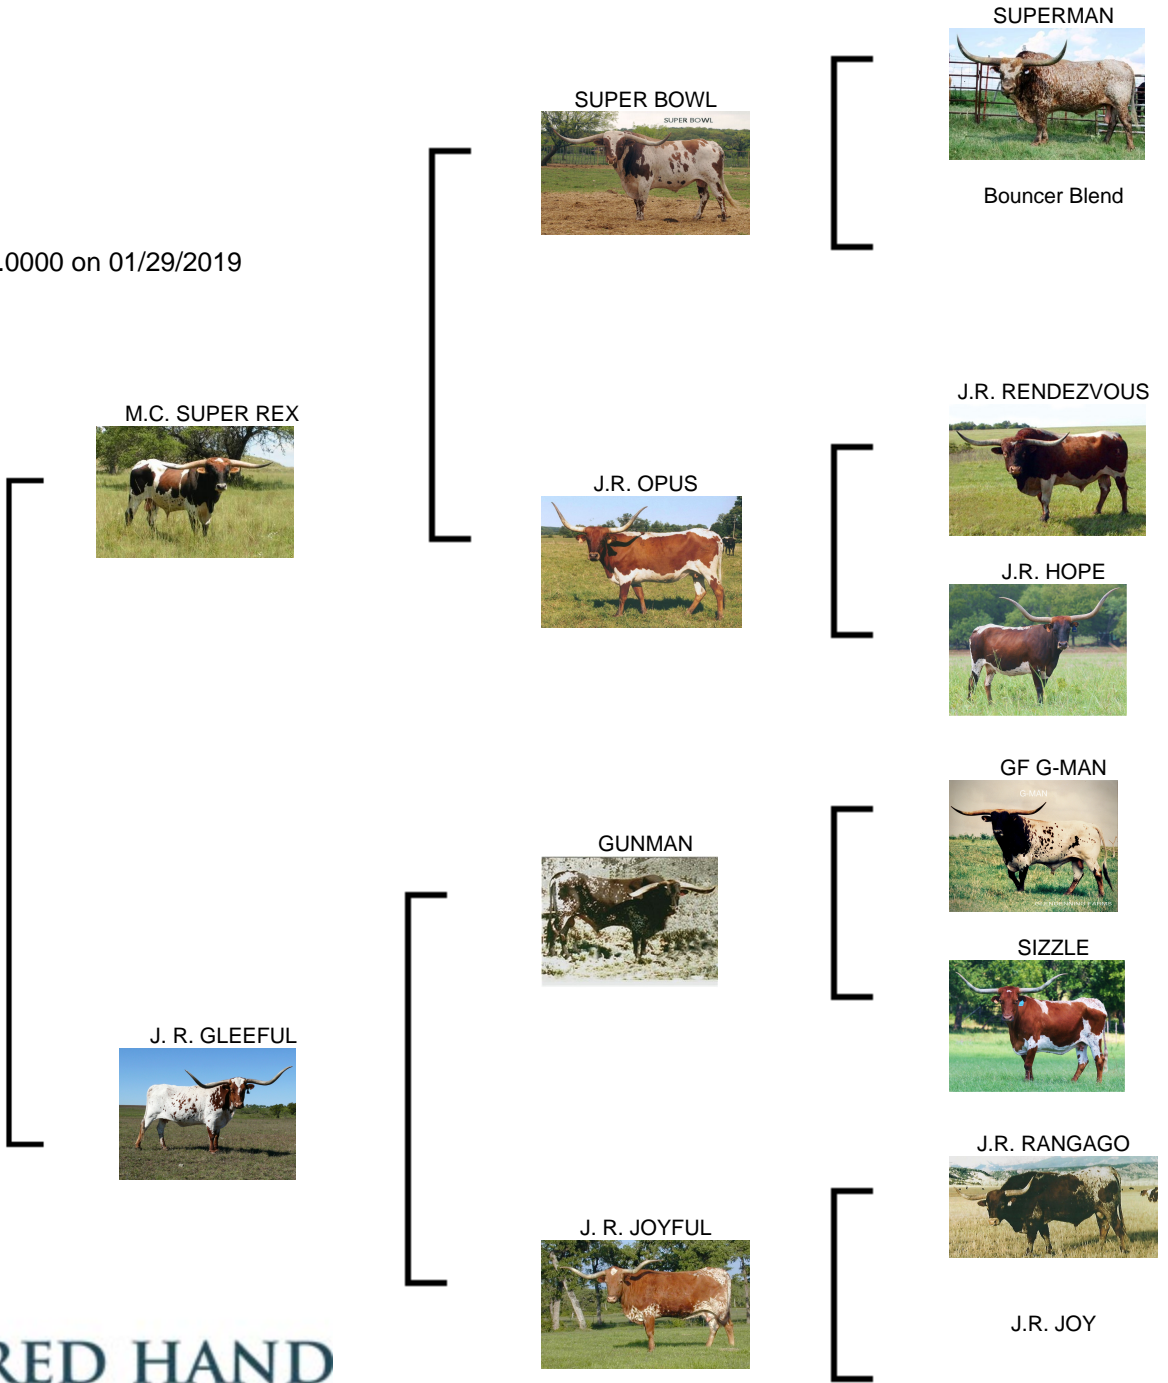 SUPERMAN
SUPER BOWL
SUPER BOWL
Bouncer Blend
.0000 on 01/29/2019
J.R. RENDEZVOUS
M.C. SUPER REX
J.R. OPUS
J.R. HOPE
GF G-MAN
G-MAN
GUNMAN
SIZZLE
J. R. GLEEFUL
J.R. RANGAGO
J. R. JOYFUL
J.R. JOY
RED HAND